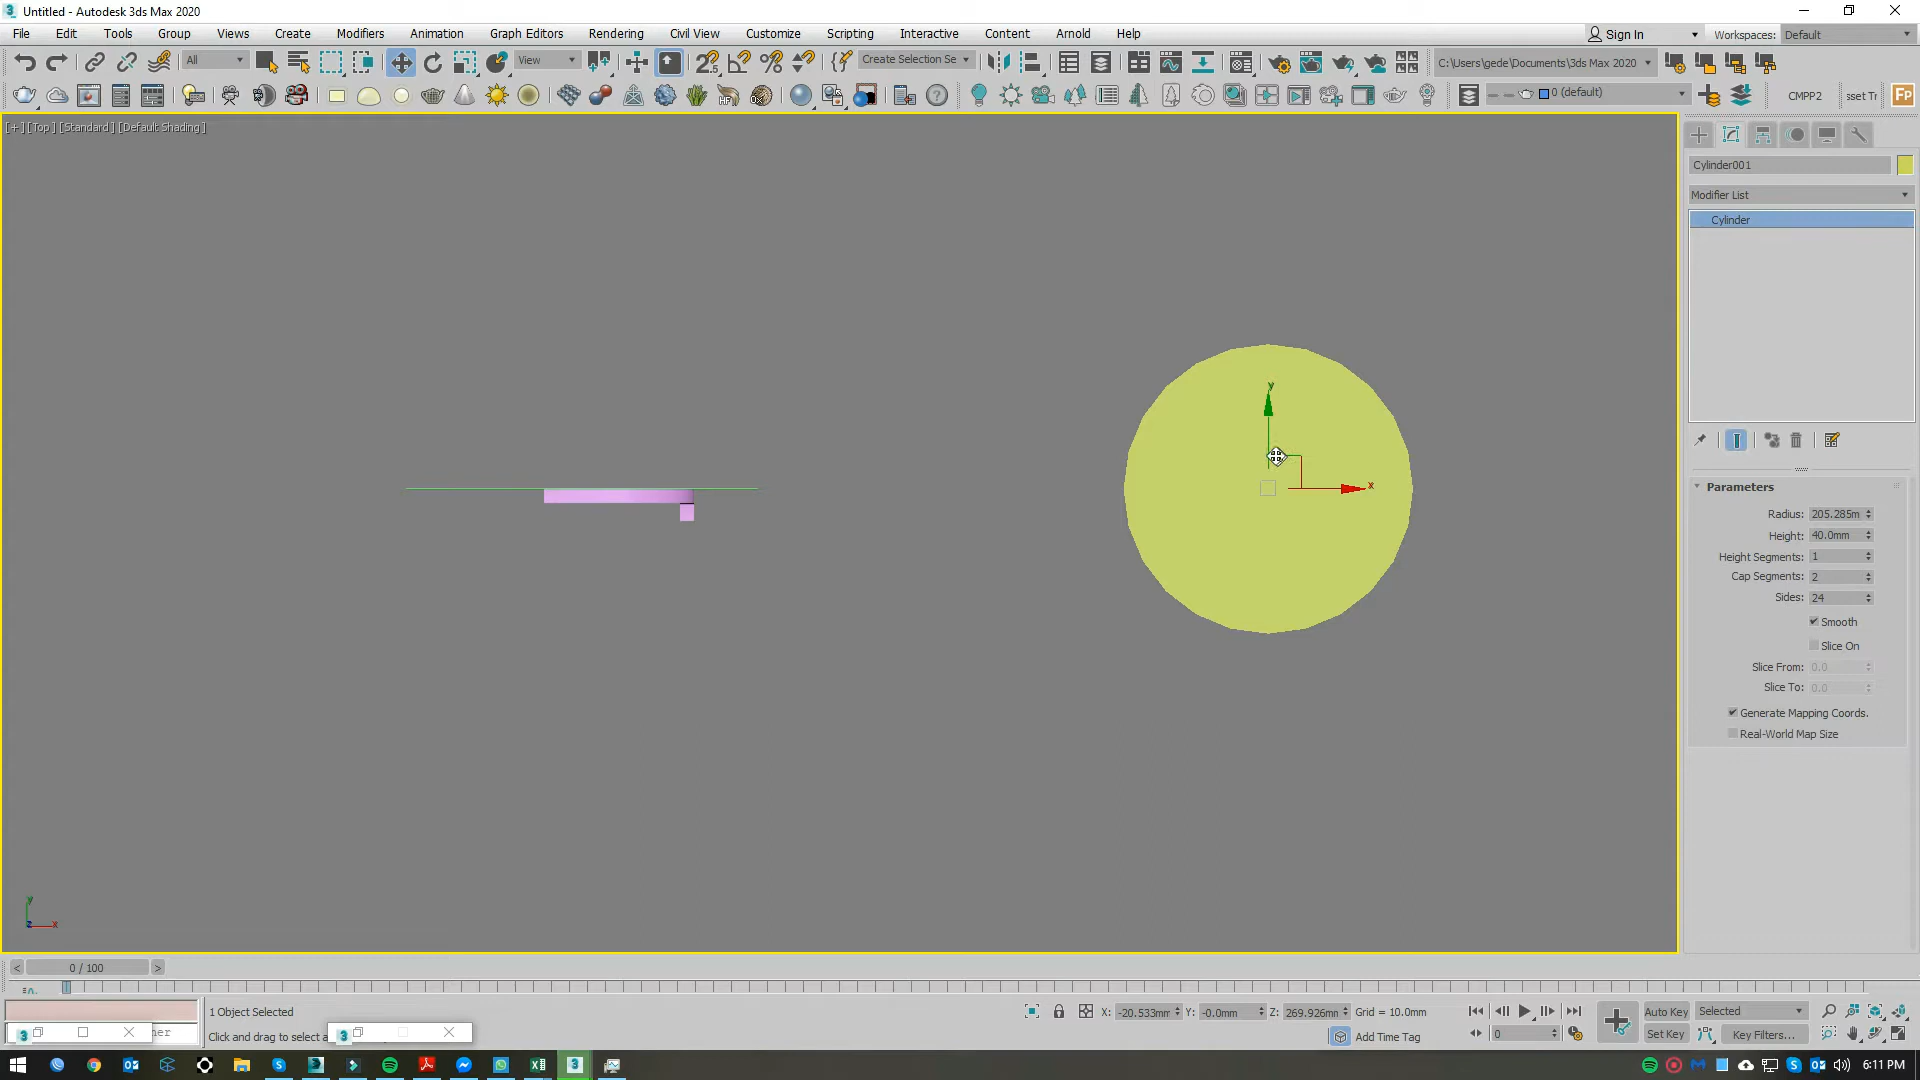 Untitled - Autodesk 3ds Max 2020
File Edit Tools Group Views Create Modifiers Animation Graph Editors Rendering Civil View Customize Scripting Interactive Content Arnold Help
Sign In Workspaces: Default
All View Create Selection Se C:\Users\gede\Documents\3ds Max 2020
0 (default) CMPP2 sset Tr Fp
[+] [Top] [Standard] [Default Shading]
Cylinder001
Modifier List
Cylinder
y
x
Parameters
Radius: 205.285m
Height: 40.0mm
Height Segments: 1
Cap Segments: 2
Sides: 24
Smooth
Slice On
Slice From: 0.0
Slice To: 0.0
Generate Mapping Coords.
Real-World Map Size
y
x
0 / 100
1 Object Selected
X: -20.533mm Y: -0.0mm Z: 269.926mm Grid = 10.0mm
Auto Key Selected
Click and drag to select a
Add Time Tag
0
Set Key Key Filters...
6:11 PM